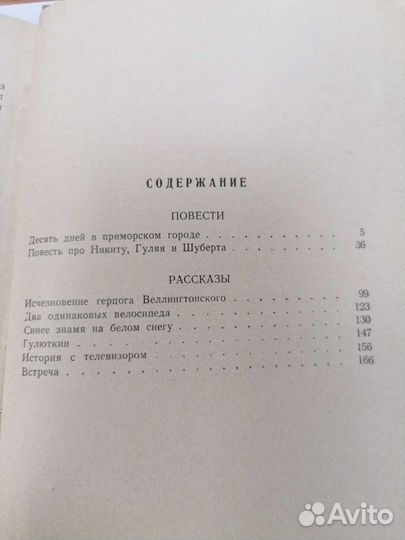 СОДЕРЖАНИЕ
ПОВЕСТИ
Десять дней в приморском городе . . . . . . . . . . 5
Повесть про Никиту, Гуляя и Шуберта . . . . . . . . 36
РАССКАЗЫ
Исчезновение герцога Веллингтонского . . . . . . . . 99
Два одинаковых велосипеда . . . . . . . . . . 123
Синее знамя на белом снегу . . . . . . . . . . 130
Гулюткин . . . . . . . . . . . . . . 147
История с телевизором . . . . . . . . . . . 156
Встреча . . . . . . . . . . . . . . 166
Avito